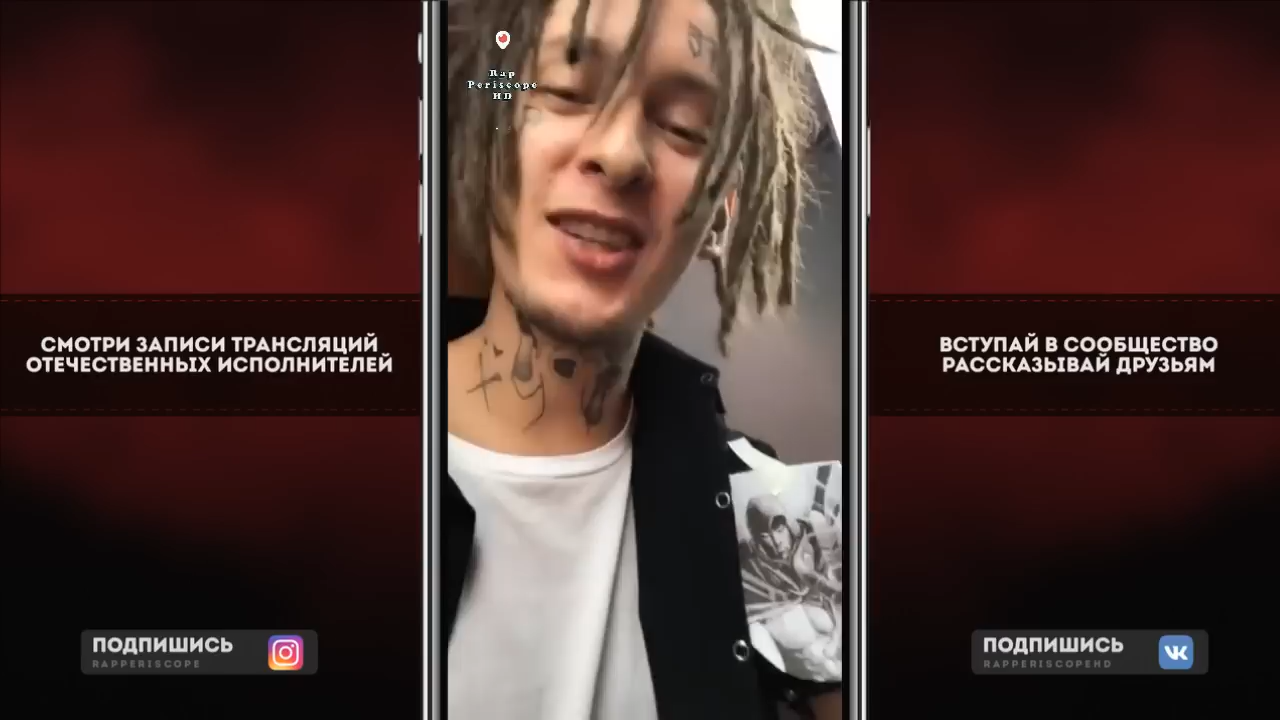 Rap
Periscope
HD
СМОТРИ ЗАПИСИ ТРАНСЛЯЦИЙ
ОТЕЧЕСТВЕННЫХ ИСПОЛНИТЕЛЕЙ
ВСТУПАЙ В СООБЩЕСТВО
РАССКАЗЫВАЙ ДРУЗЬЯМ
ПОДПИШИСЬ
RAPPERISCOPE
ПОДПИШИСЬ
RAPPERISCOPEHD